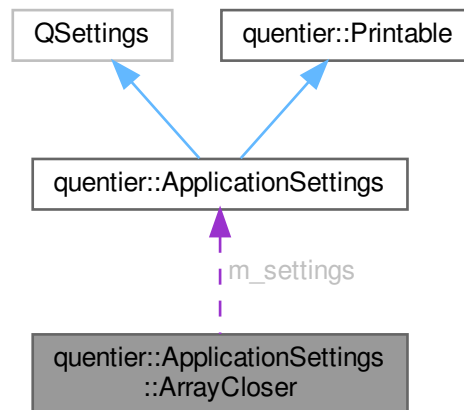 QSettings
quentier::Printable
quentier::ApplicationSettings
m_settings
quentier::ApplicationSettings
::ArrayCloser